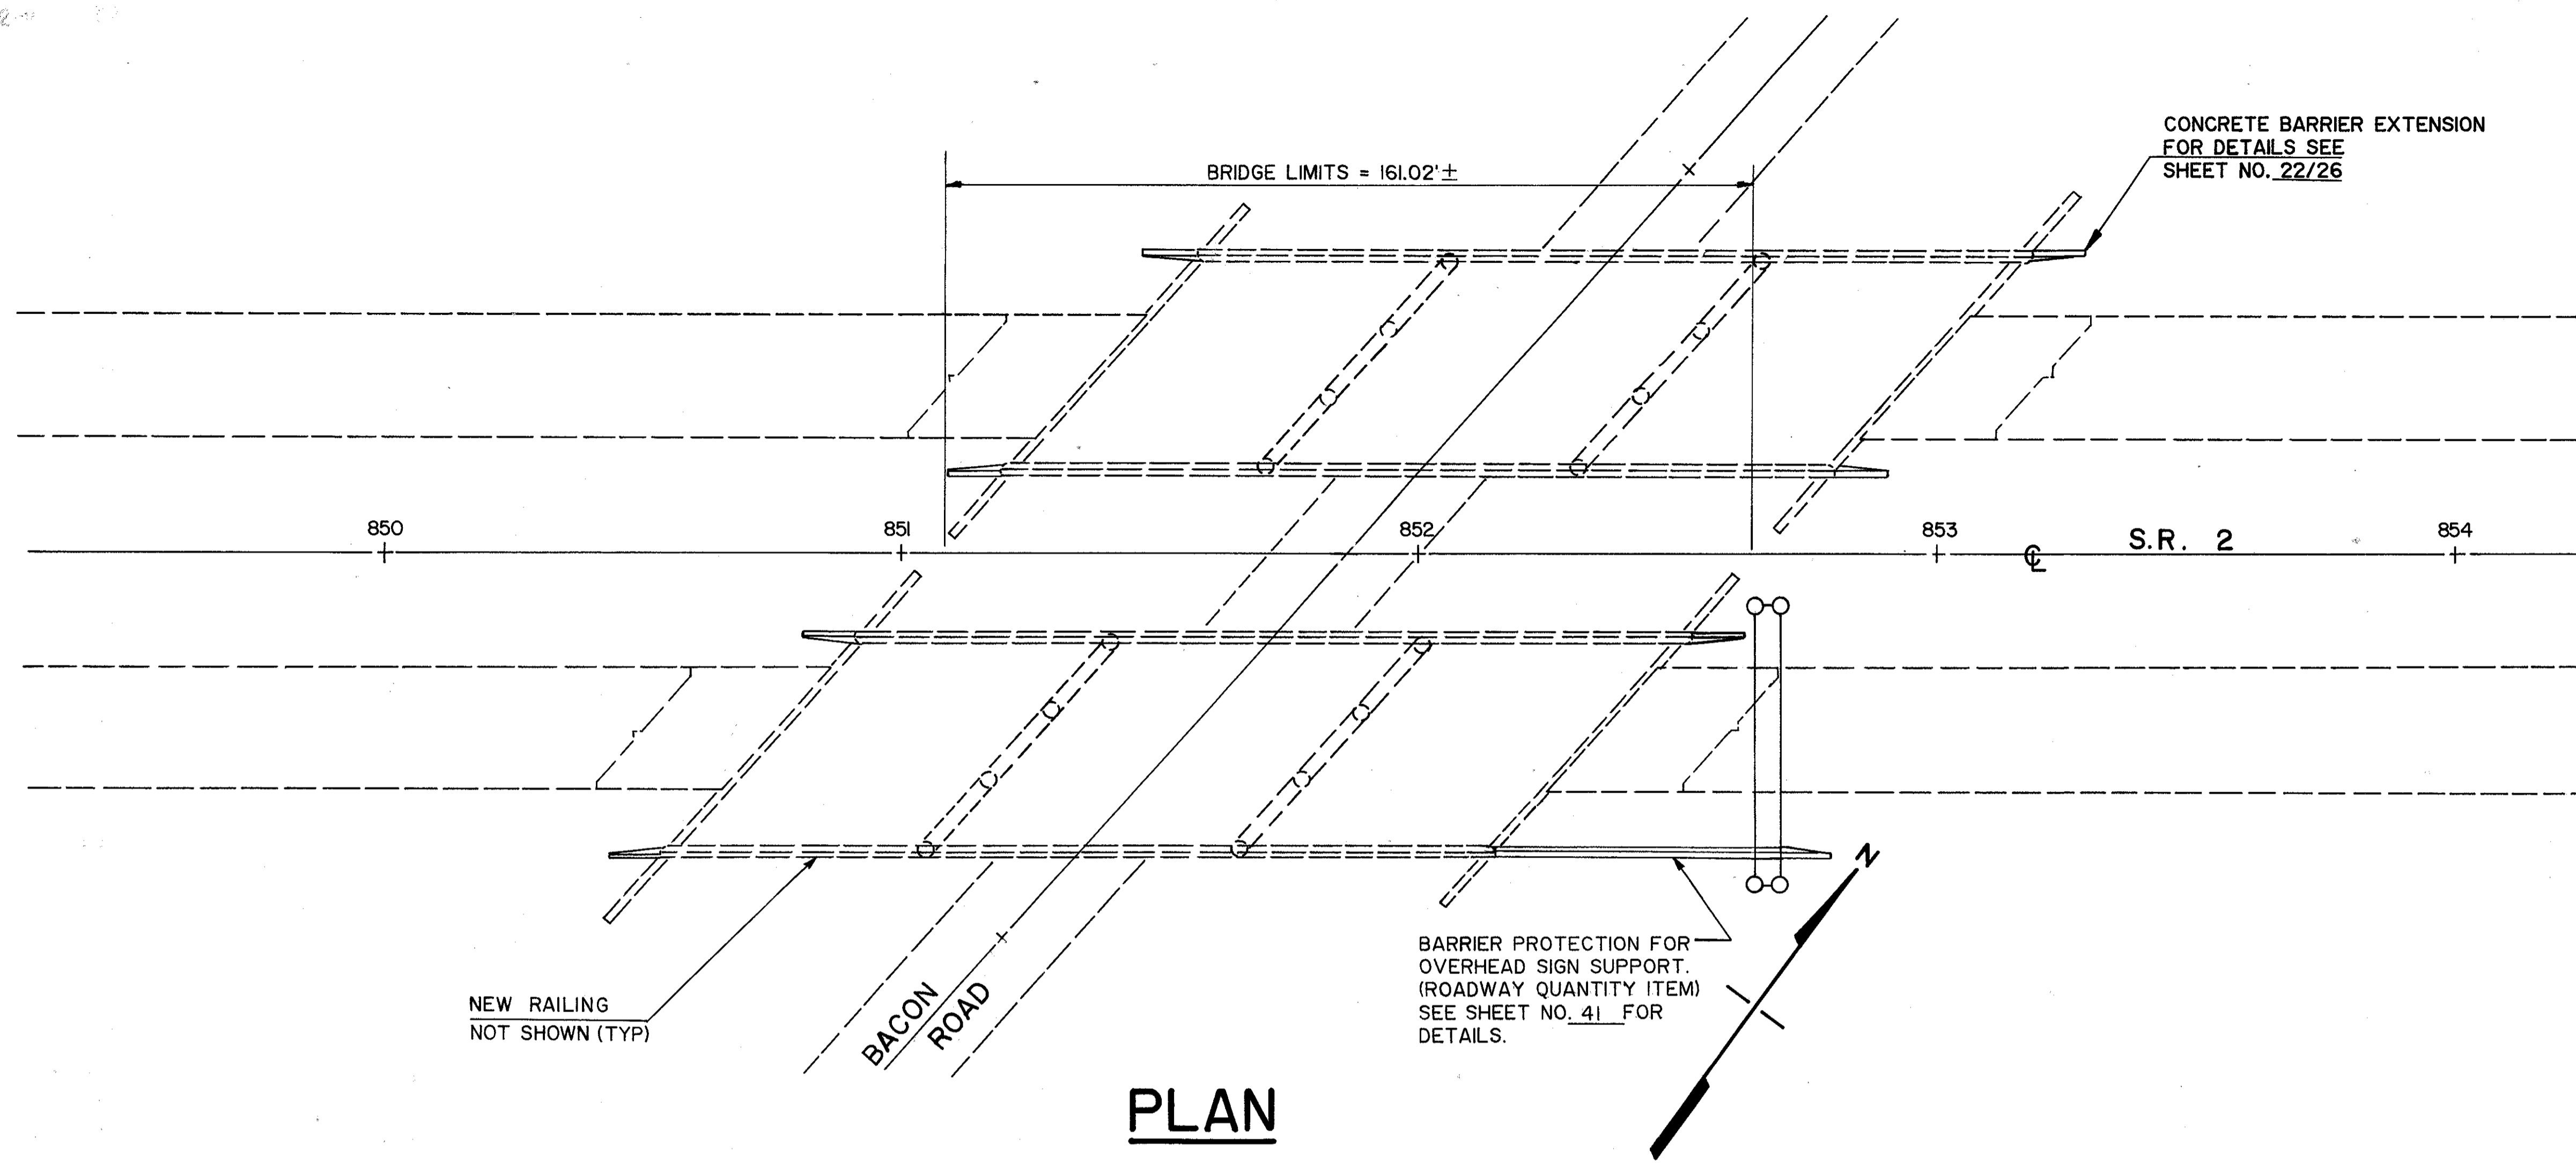 CONCRETE BARRIER EXTENSION
FOR DETAILS SEE
SHEET NO. 22/26
BRIDGE LIMITS = 161.02'±
850
851
852
853
854
℄
S.R. 2
N
BARRIER PROTECTION FOR
OVERHEAD SIGN SUPPORT.
(ROADWAY QUANTITY ITEM)
SEE SHEET NO. 41 FOR
DETAILS.
NEW RAILING
NOT SHOWN (TYP)
BACON
ROAD
PLAN